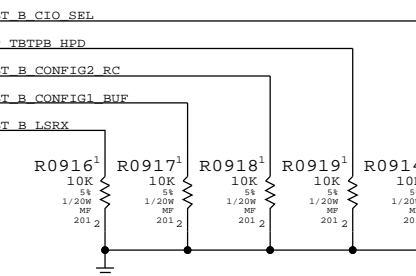 T_B_CIO_SEL
TBTPB_HPD
T_B_CONFIG2_RC
T_B_CONFIG1_BUF
T_B_LSRX
R0916 1 R0917 1 R0918 1 R0919 1 R0914
10K 10K 10K 10K 10
5% 5% 5% 5%
1/20W 1/20W 1/20W 1/20W
MF MF MF MF
201 2 201 2 201 2 201 2